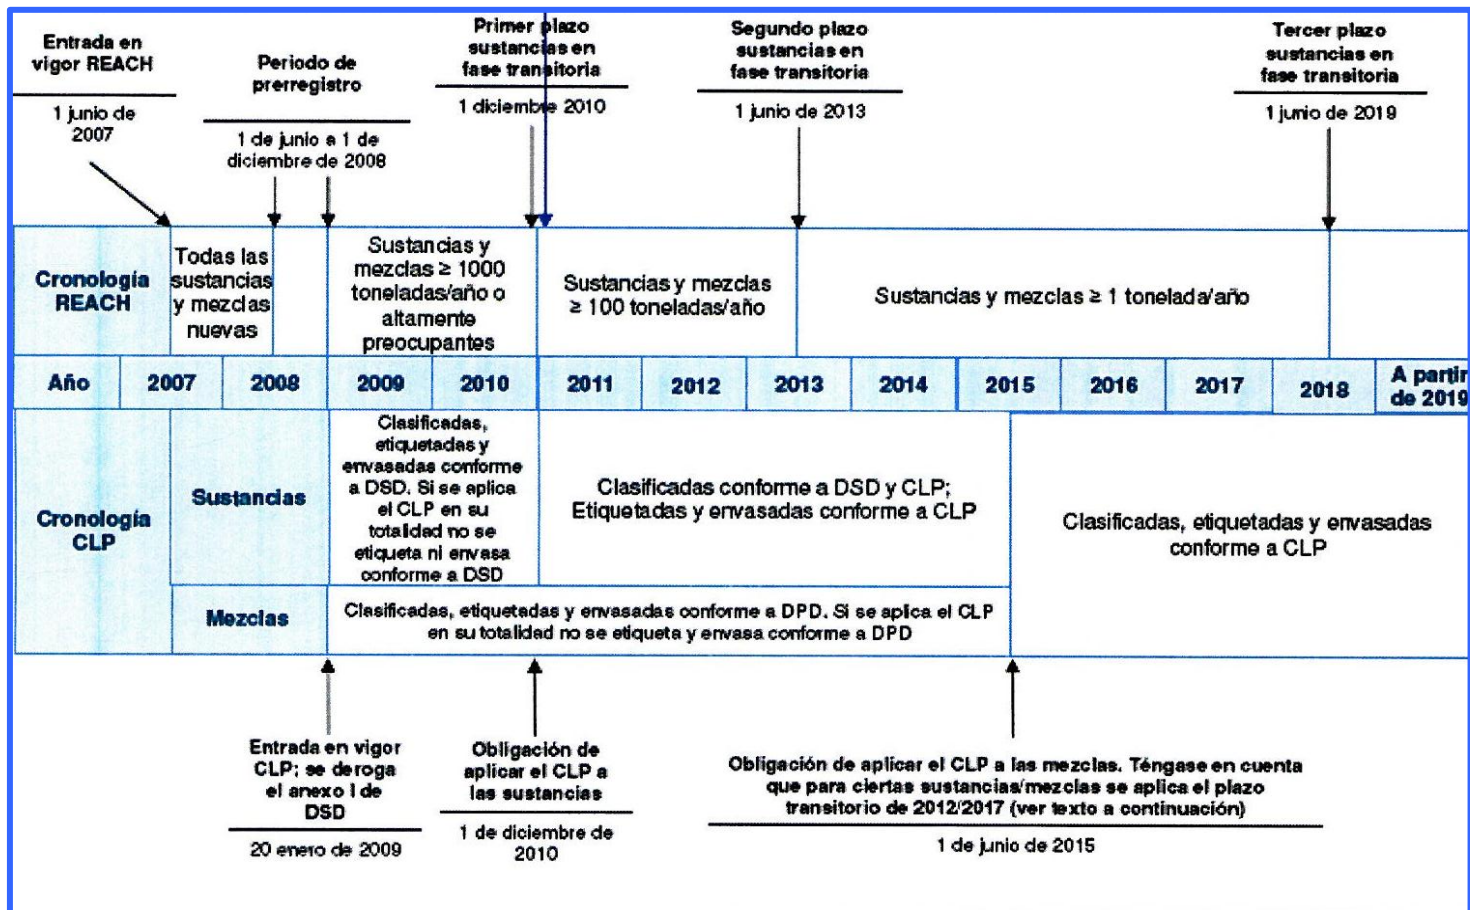 Entrada en
vigor REACH
1 junio de
2007
Periodo de
prerregistro
1 de junio a 1 de
diciembre de 2008
Primer plazo
sustancias en
fase transitoria
1 diciembre 2010
Segundo plazo
sustancias en
fase transitoria
1 junio de 2013
Tercer plazo
sustancias en
fase transitoria
1 junio de 2019
Cronología
REACH
Todas las
sustancias
y mezclas
nuevas
Sustancias y
mezclas ≥ 1000
toneladas/año o
altamente
preocupantes
Sustancias y mezclas
≥ 100 toneladas/año
Sustancias y mezclas ≥ 1 tonelada/año
Año 2007 2008 2009 2010 2011 2012 2013 2014 2015 2016 2017 2018 A partir
de 2019
Cronología
CLP
Sustancias
Clasificadas,
etiquetadas y
envasadas conforme
a DSD. Si se aplica
el CLP en su
totalidad no se
etiqueta ni envasa
conforme a DSD
Clasificadas conforme a DSD y CLP;
Etiquetadas y envasadas conforme a CLP
Clasificadas, etiquetadas y envasadas
conforme a CLP
Mezclas
Clasificadas, etiquetadas y envasadas conforme a DPD. Si se aplica el CLP
en su totalidad no se etiqueta y envasa conforme a DPD
Entrada en vigor
CLP; se deroga
el anexo I de
DSD
20 enero de 2009
Obligación de
aplicar el CLP a
las sustancias
1 de diciembre de
2010
Obligación de aplicar el CLP a las mezclas. Téngase en cuenta
que para ciertas sustancias/mezclas se aplica el plazo
transitorio de 2012/2017 (ver texto a continuación)
1 de junio de 2015